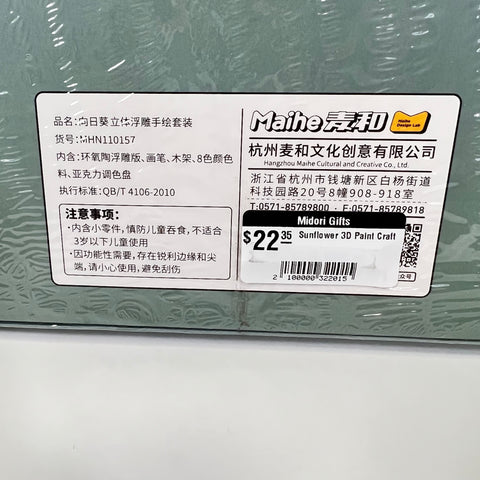 品名：向日葵立体浮雕手绘套装
货号：MHN110157
内含：环氧陶浮雕版、画笔、木架、8色颜色
料、亚克力调色盘
执行标准：QB/T 4106-2010
注意事项：
·内含小零件，慎防儿童吞食，不适合
3岁以下儿童使用
·因功能性需要，存在锐利边缘和尖
端，请小心使用，避免刮伤
Maihe 麦和
Maihe
Design Lab
杭州麦和文化创意有限公司
Hangzhou Maihe Cultural and Creative Co., Ltd.
浙江省杭州市钱塘新区白杨街道
科技园路20号8幢908-918室
T:0571-85789800 · F:0571-85789818
Midori Gifts
$22.35 Sunflower 3D Paint Craft
2 100000 322015
公众号